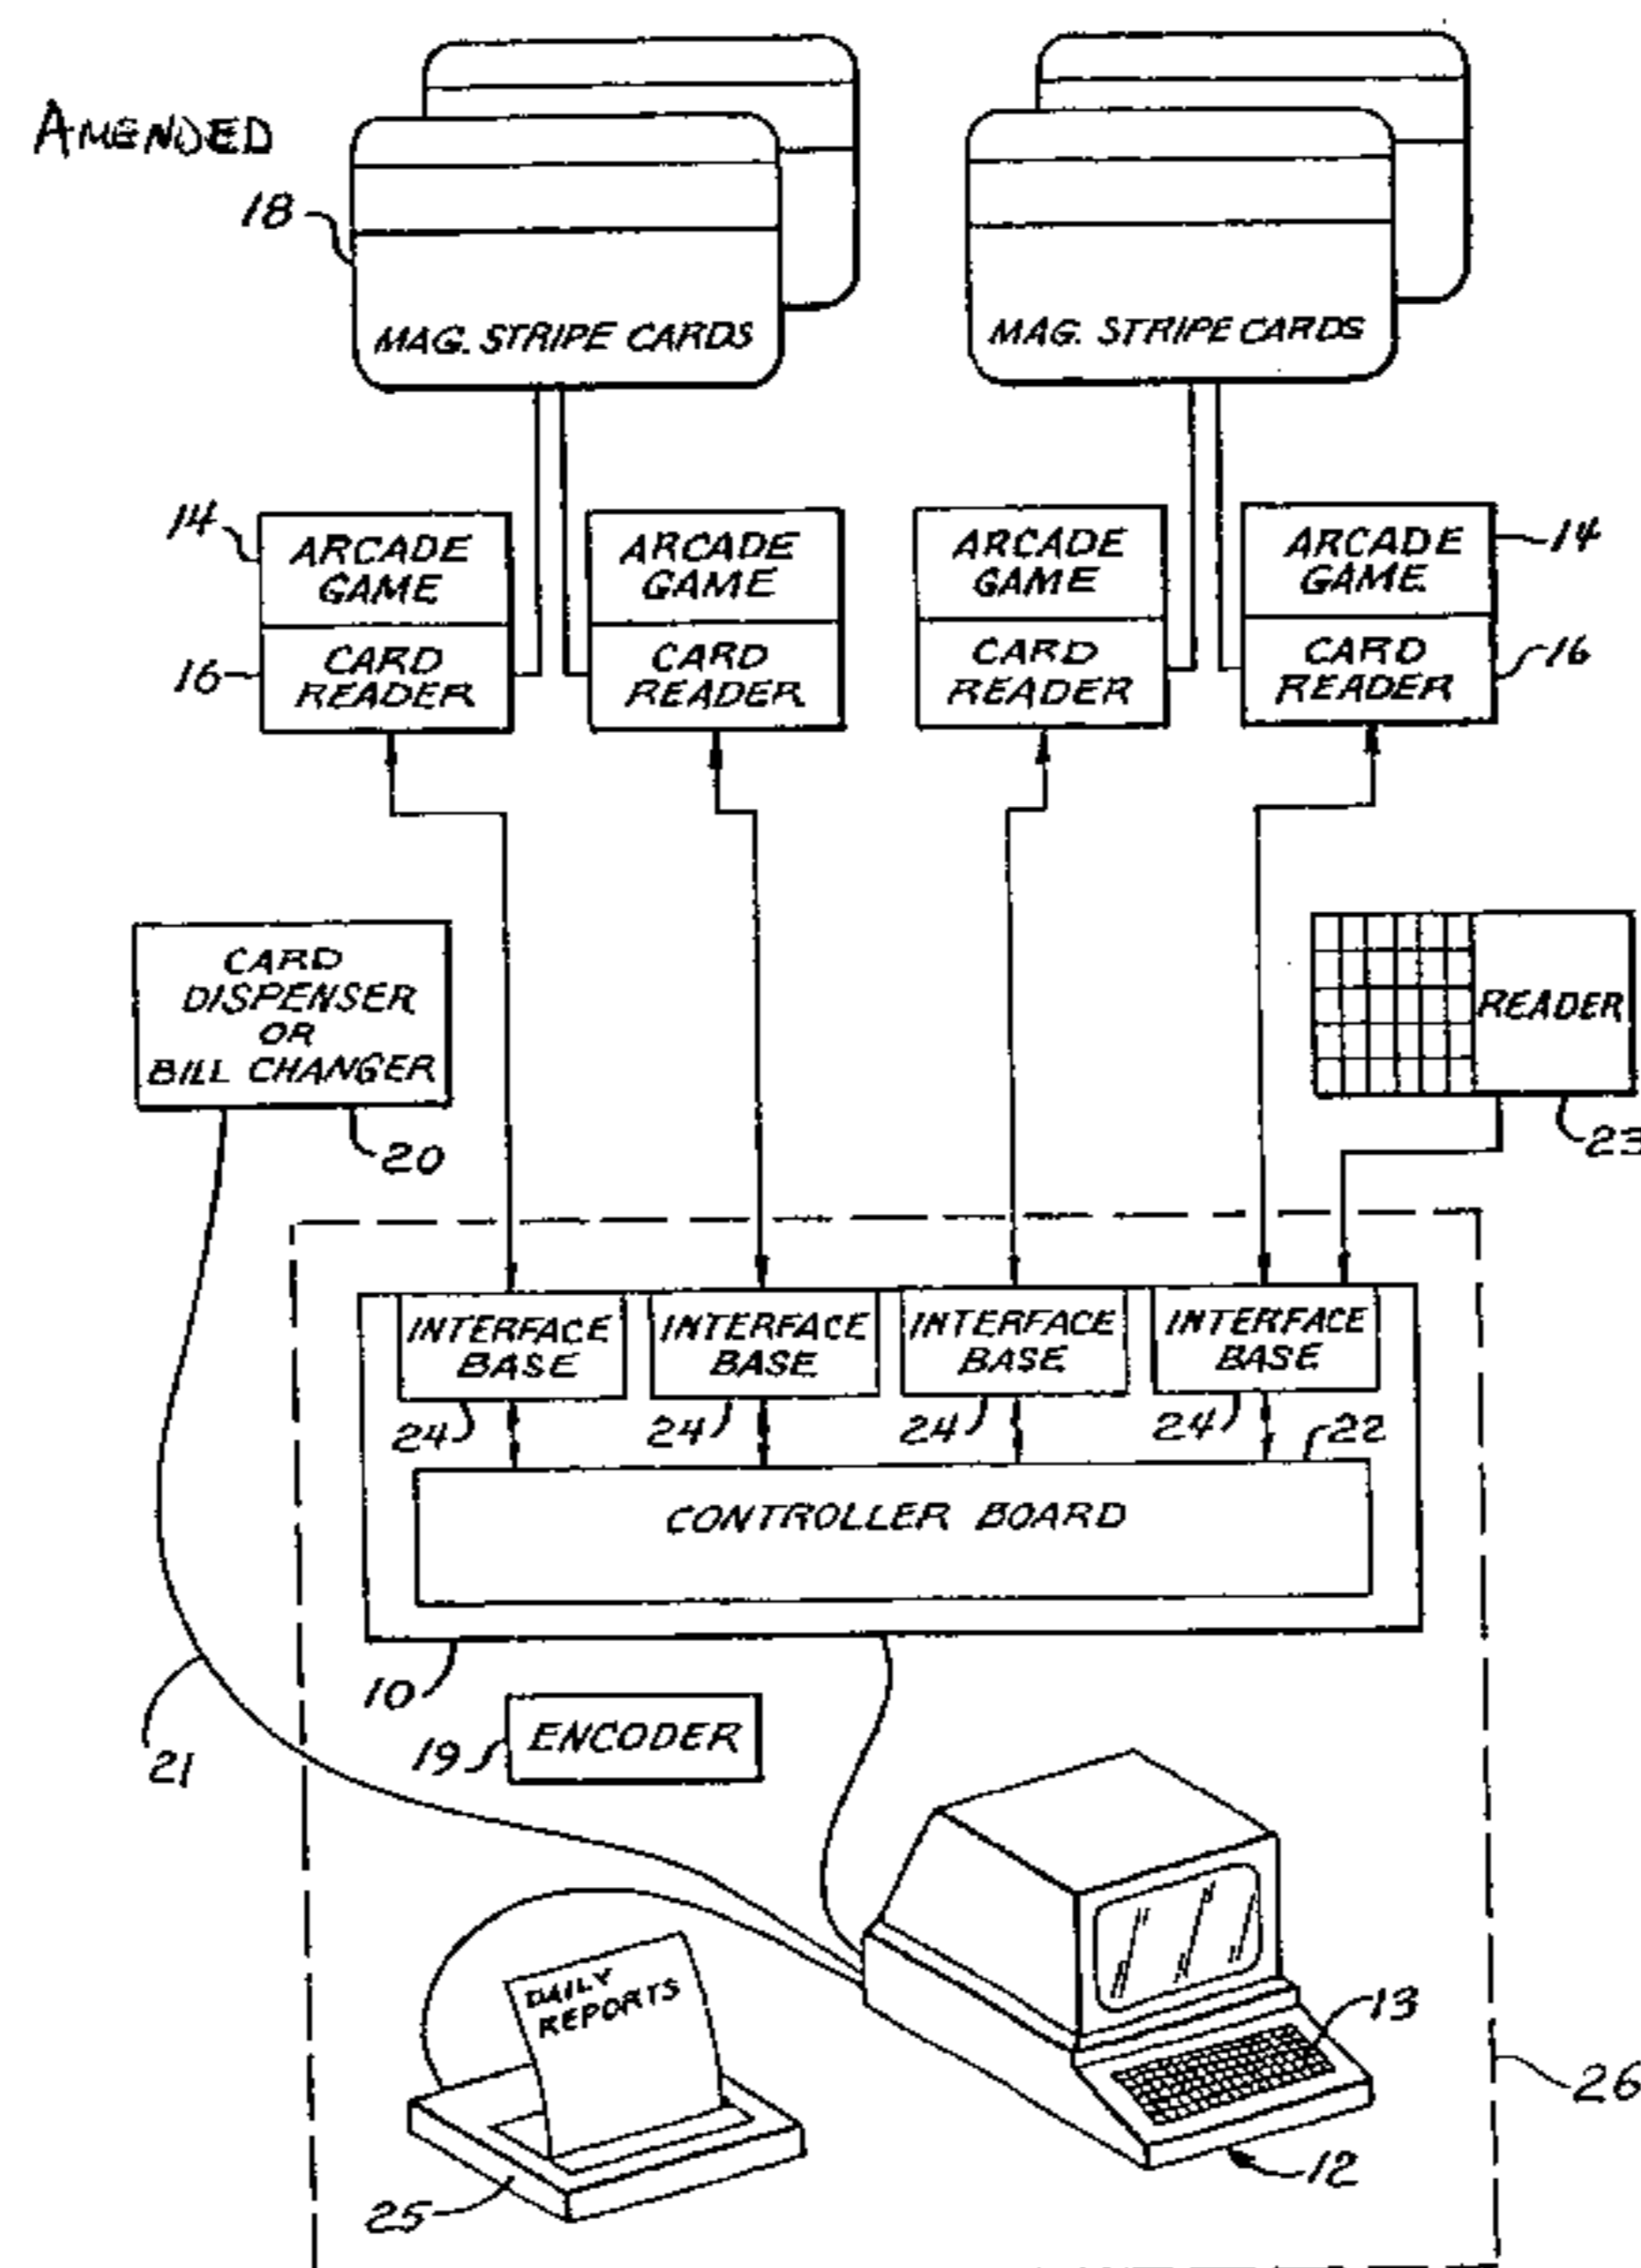 AMENDED
18
MAG. STRIPE CARDS
MAG. STRIPE CARDS
14
ARCADE
GAME
CARD
READER
16
ARCADE
GAME
CARD
READER
ARCADE
GAME
CARD
READER
ARCADE
GAME
CARD
READER
14
16
CARD
DISPENSER
OR
BILL CHANGER
20
READER
23
INTERFACE
BASE
24
INTERFACE
BASE
24
INTERFACE
BASE
24
INTERFACE
BASE
24
22
CONTROLLER BOARD
10
21
19
ENCODER
DAILY
REPORTS
13
26
12
25